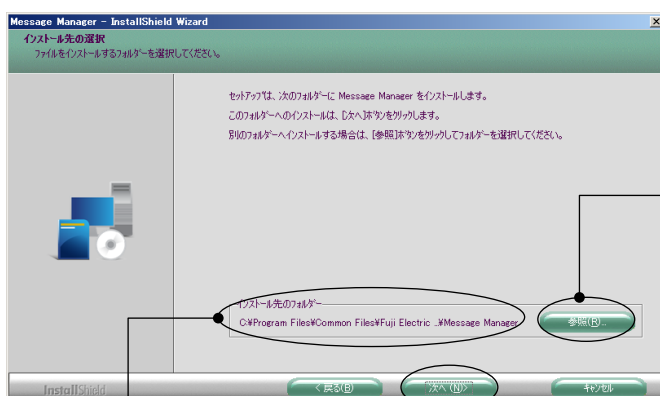 Message Manager - InstallShield Wizard
インストール先の選択
ファイルをインストールするフォルダーを選択してください。
セットアップは、次のフォルダーに Message Manager をインストールします。
このフォルダーへのインストールは、[次へ]ボタンをクリックします。
別のフォルダーへインストールする場合は、[参照]ボタンをクリックしてフォルダーを選択してください。
インストール先のフォルダー
C:¥Program Files¥Common Files¥Fuji Electric ..¥Message Manager
参照(R)...
InstallShield
< 戻る(B)
次へ (N)>
キャンセル